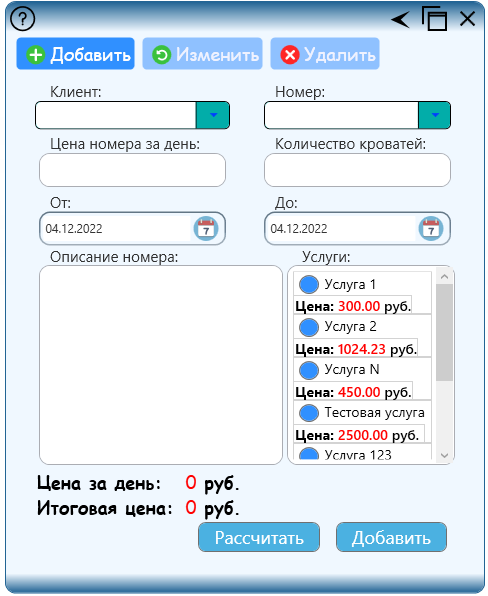 ?
Добавить Изменить Удалить
Клиент: Номер:
Цена номера за день: Количество кроватей:
От: До:
04.12.2022 7 04.12.2022 7
Описание номера: Услуги:
Услуга 1
Цена: 300.00 руб.
Услуга 2
Цена: 1024.23 руб.
Услуга N
Цена: 450.00 руб.
Тестовая услуга
Цена: 2500.00 руб.
Услуга 123
Цена за день: 0 руб.
Итоговая цена: 0 руб.
Рассчитать Добавить